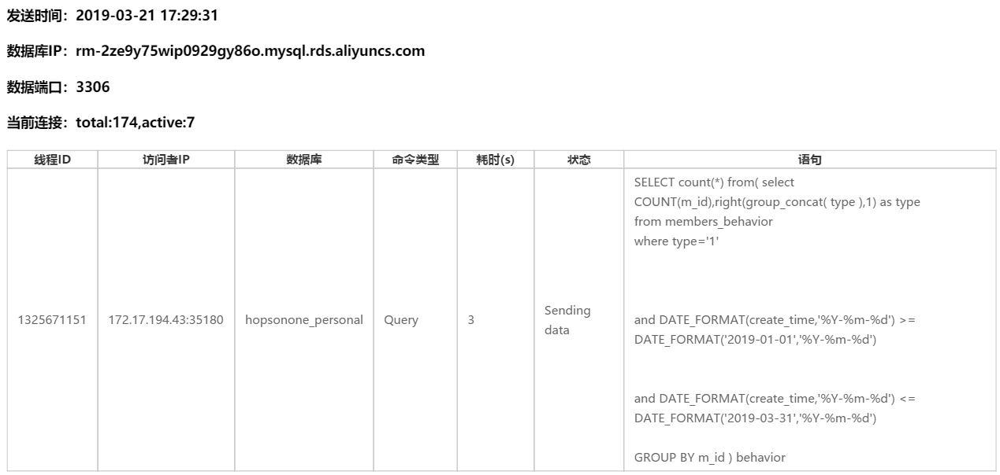 发送时间：2019-03-21 17:29:31
数据库IP：rm-2ze9y75wip0929gy86o.mysql.rds.aliyuncs.com
数据端口：3306
当前连接：total:174,active:7
线程ID 访问者IP 数据库 命令类型 耗时(s) 状态 语句
SELECT count(*) from( select
COUNT(m_id),right(group_concat( type ),1) as type
from members_behavior
where type='1'
1325671151 172.17.194.43:35180 hopsonone_personal Query 3 Sending
data
and DATE_FORMAT(create_time,'%Y-%m-%d') >=
DATE_FORMAT('2019-01-01','%Y-%m-%d')
and DATE_FORMAT(create_time,'%Y-%m-%d') <=
DATE_FORMAT('2019-03-31','%Y-%m-%d')
GROUP BY m_id ) behavior